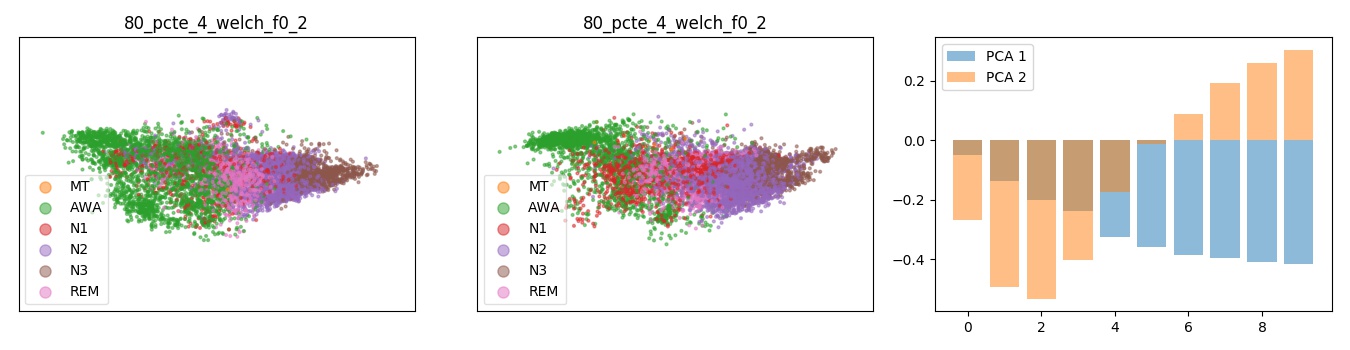 80_pcte_4_welch_f0_2
MT
AWA
N1
N2
N3
REM
80_pcte_4_welch_f0_2
MT
AWA
N1
N2
N3
REM
PCA 1
PCA 2
0.2
0.0
−0.2
−0.4
0 2 4 6 8